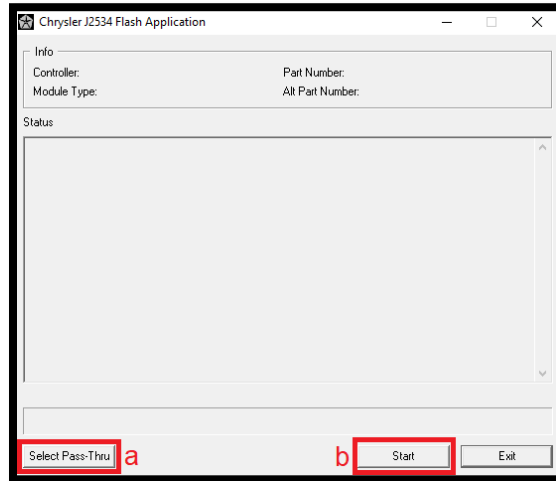 Chrysler J2534 Flash Application
Info
Controller: Part Number:
Module Type: Alt Part Number:
Status
Select Pass-Thru a b Start Exit